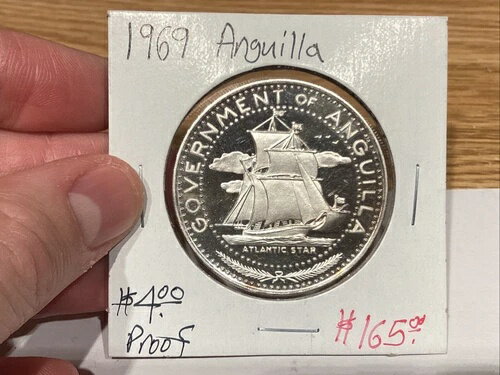 1969 Anguilla
GOVERNMENT OF ANGUILLA
ATLANTIC STAR
$4.00
Proof
$165.00